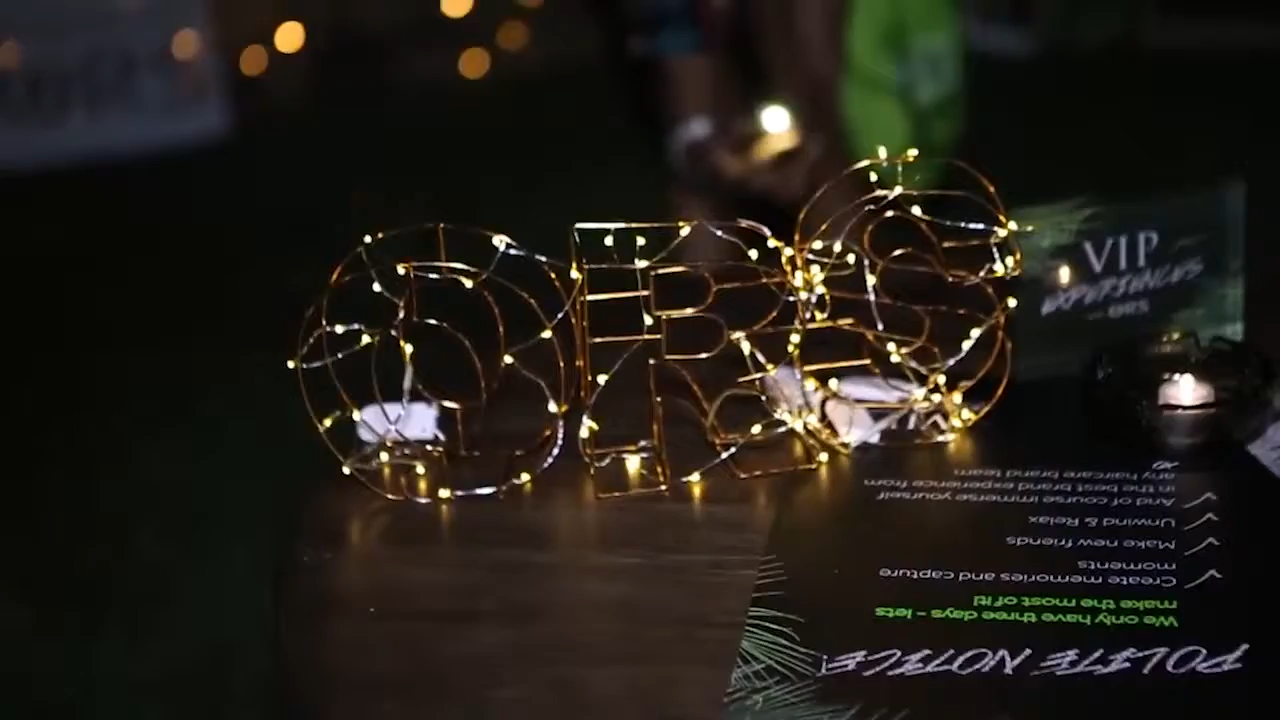 ORS
VIP
EXPERIENCES
ORS
POLITE NOTICE!
We only have three days - lets
make the most of it!
Create memories and capture
moments
Make new friends
Unwind & Relax
And of course immerse yourself
in the best brand experience from
any haircare brand team
xo